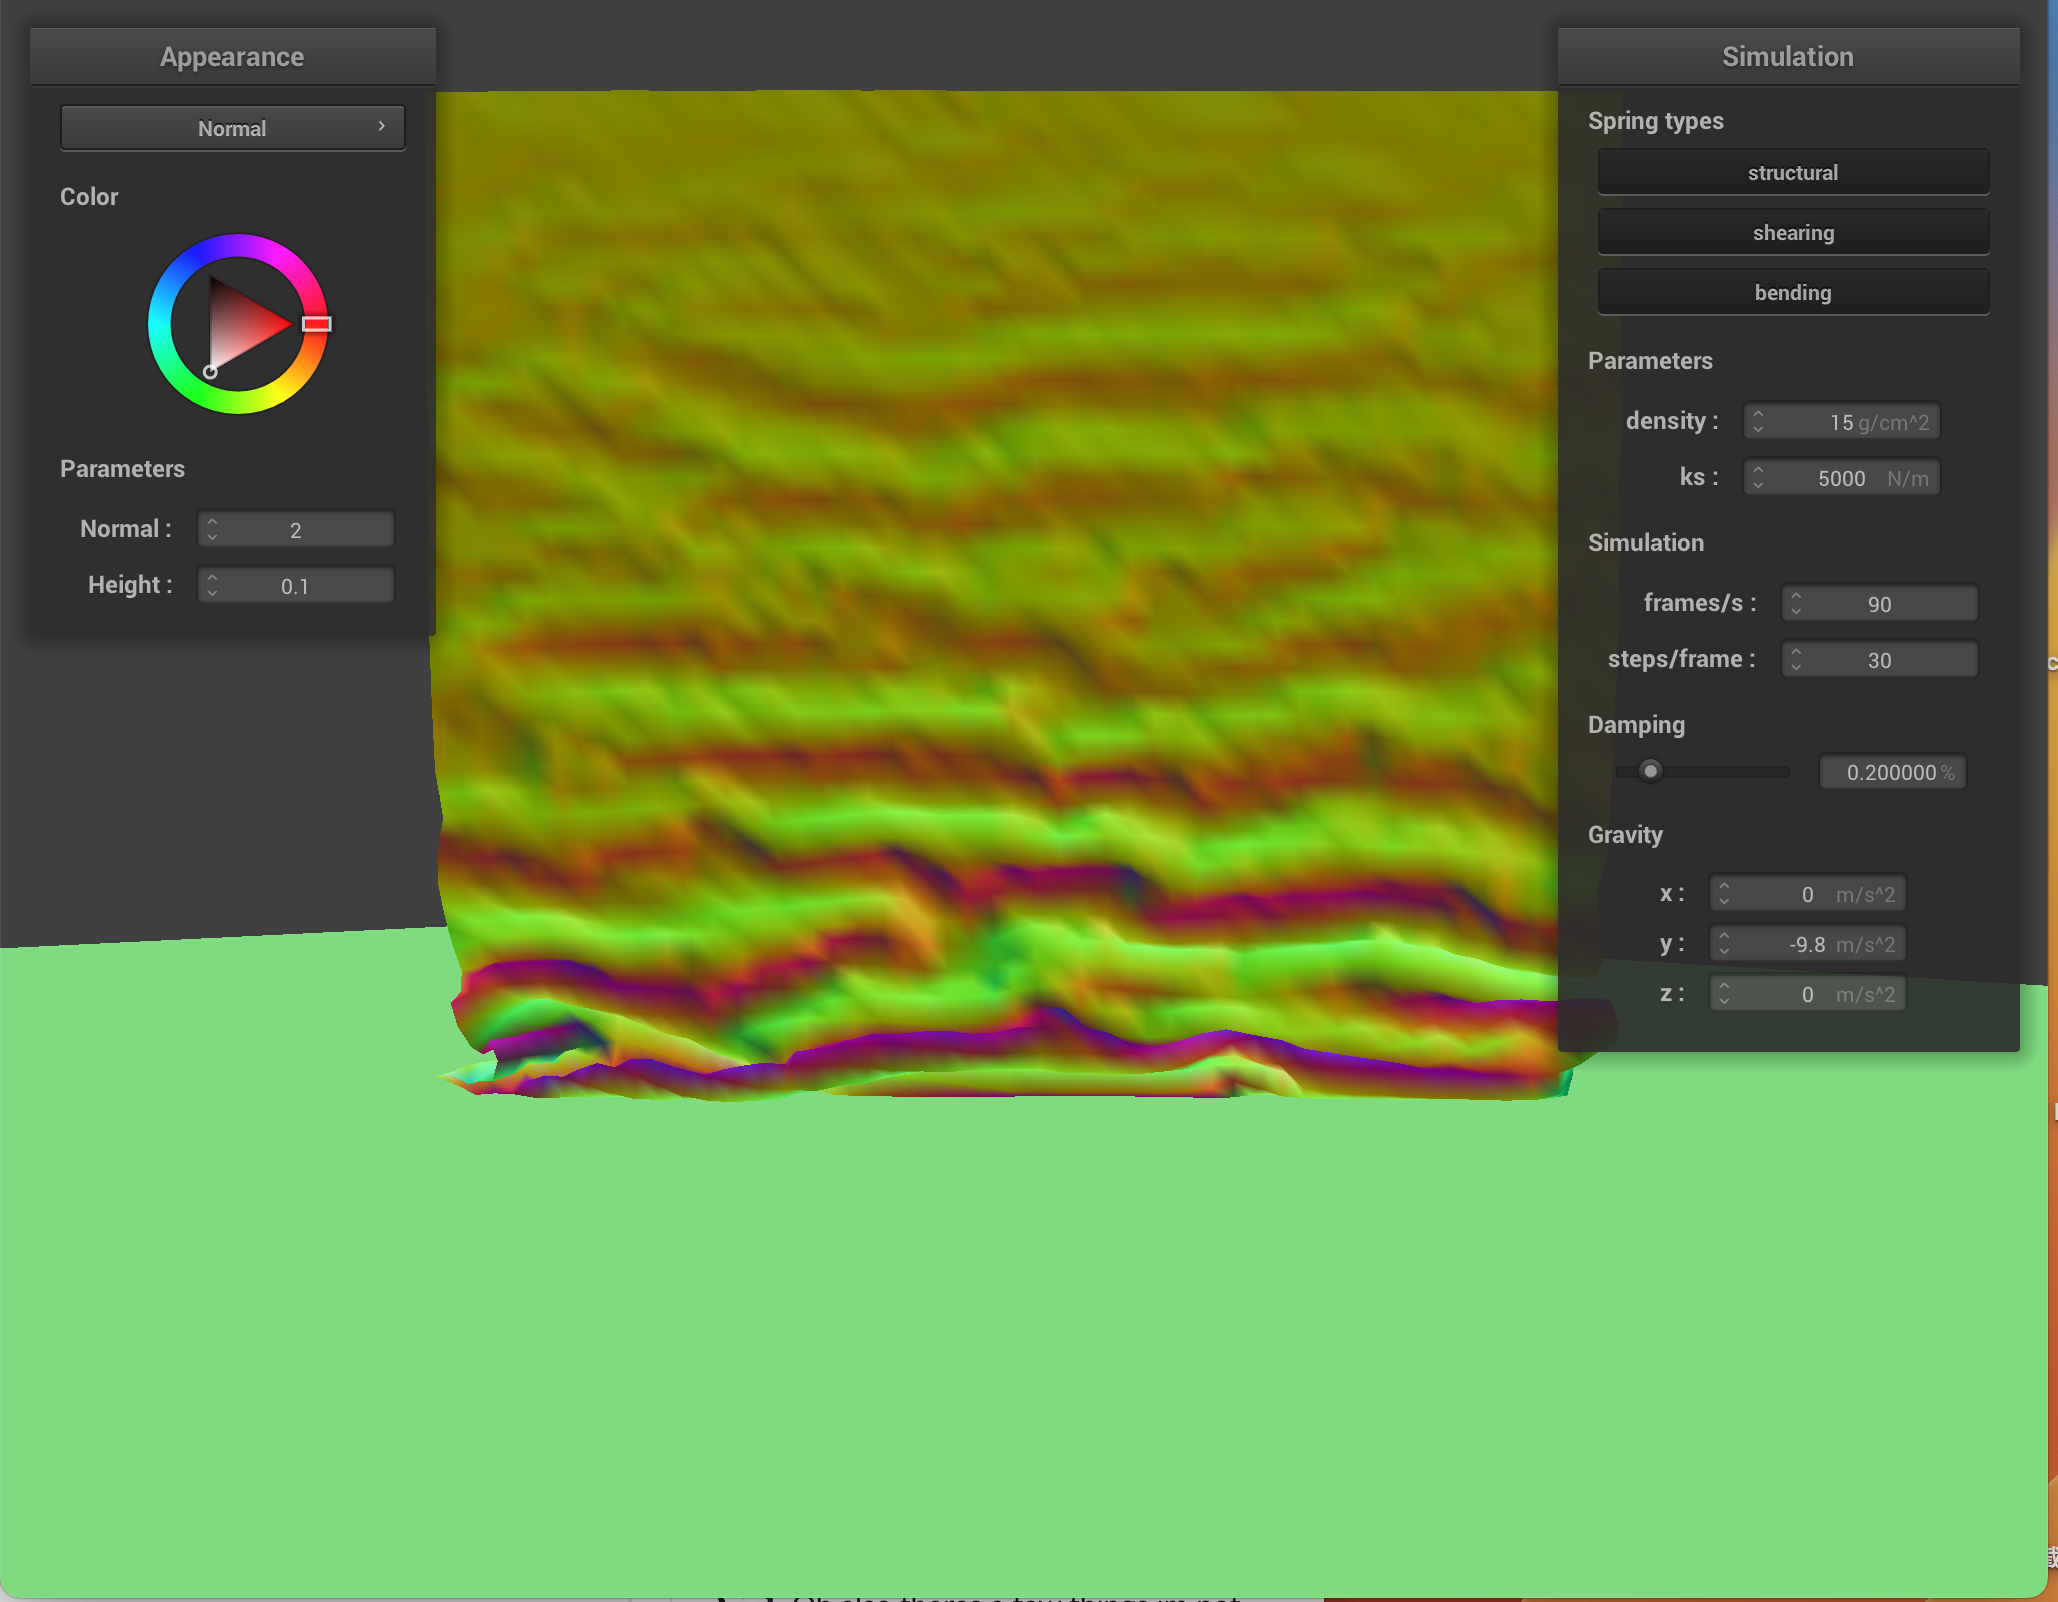 Appearance
Normal
Color
Parameters
Normal :
2
Height :
0.1
Simulation
Spring types
structural
shearing
bending
Parameters
density :
15 g/cm^2
ks :
5000 N/m
Simulation
frames/s :
90
steps/frame :
30
Damping
0.200000 %
Gravity
x :
0 m/s^2
y :
-9.8 m/s^2
z :
0 m/s^2